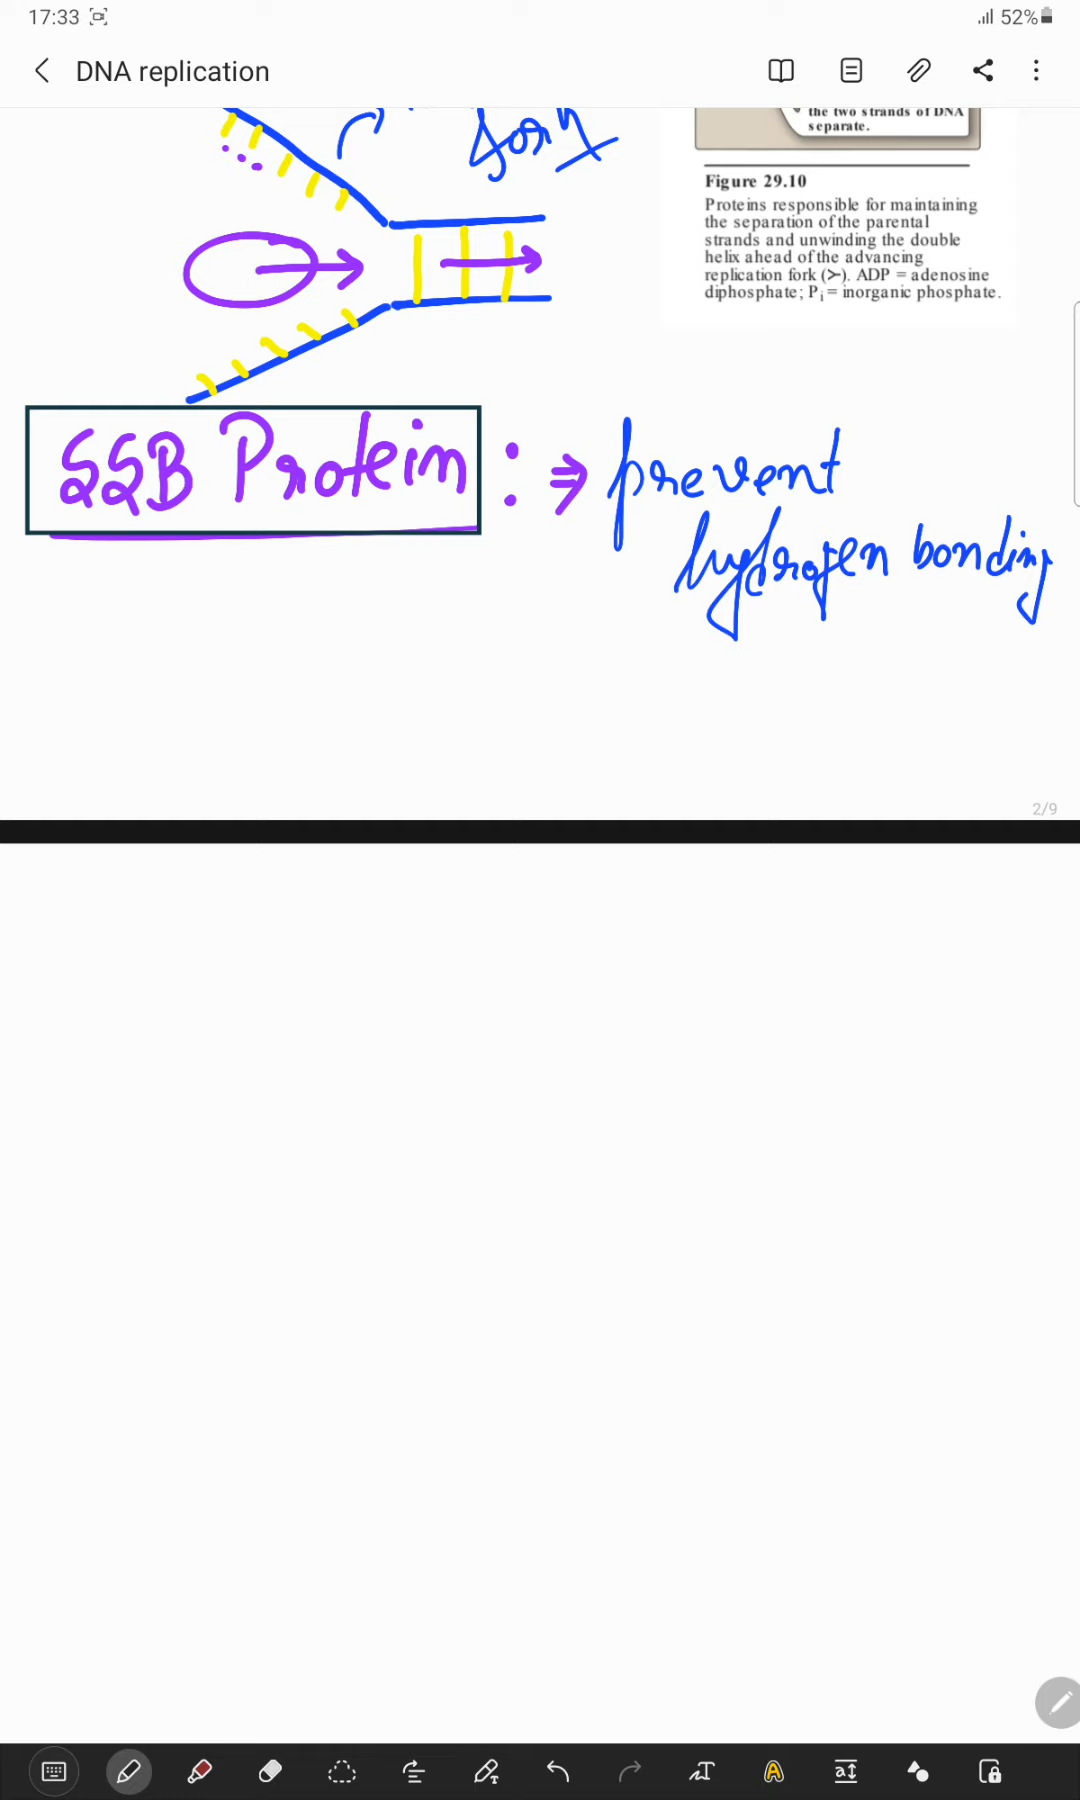 17:33
52%
DNA replication
fork
the two strands of DNA
separate.
Figure 29.10
Proteins responsible for maintaining
the separation of the parental
strands and unwinding the double
helix ahead of the advancing
replication fork (>-). ADP = adenosine
diphosphate; Pi = inorganic phosphate.
SSB Protein : ⇒ prevent
hydrogen bonding
2/9